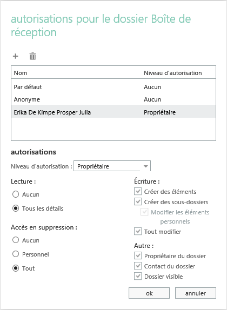 autorisations pour le dossier Boîte de
réception
Nom Niveau d'autorisation
Par défaut Aucun
Anonyme Aucun
Erika De Kimpe Prosper Julia Propriétaire
autorisations
Niveau d'autorisation : Propriétaire
Lecture :
Aucun
Tous les détails
Accès en suppression :
Aucun
Personnel
Tout
Écriture :
Créer des éléments
Créer des sous-dossiers
Modifier les éléments
personnels
Tout modifier
Autre :
Propriétaire du dossier
Contact du dossier
Dossier visible
ok annuler